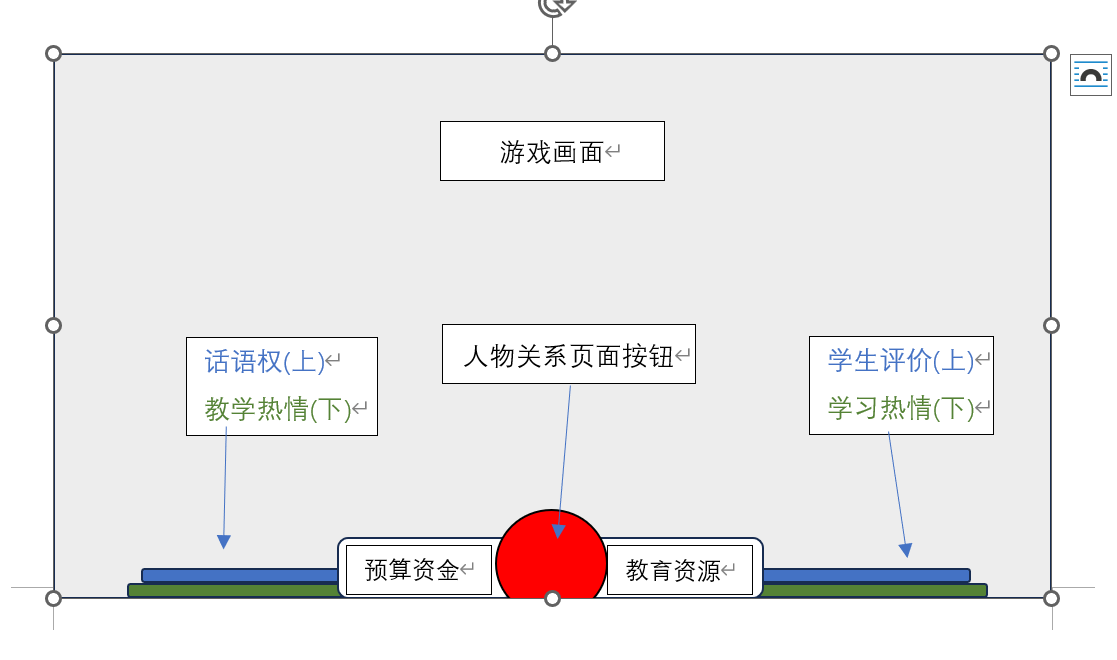 游戏画面
话语权(上)
教学热情(下)
人物关系页面按钮
学生评价(上)
学习热情(下)
预算资金
教育资源